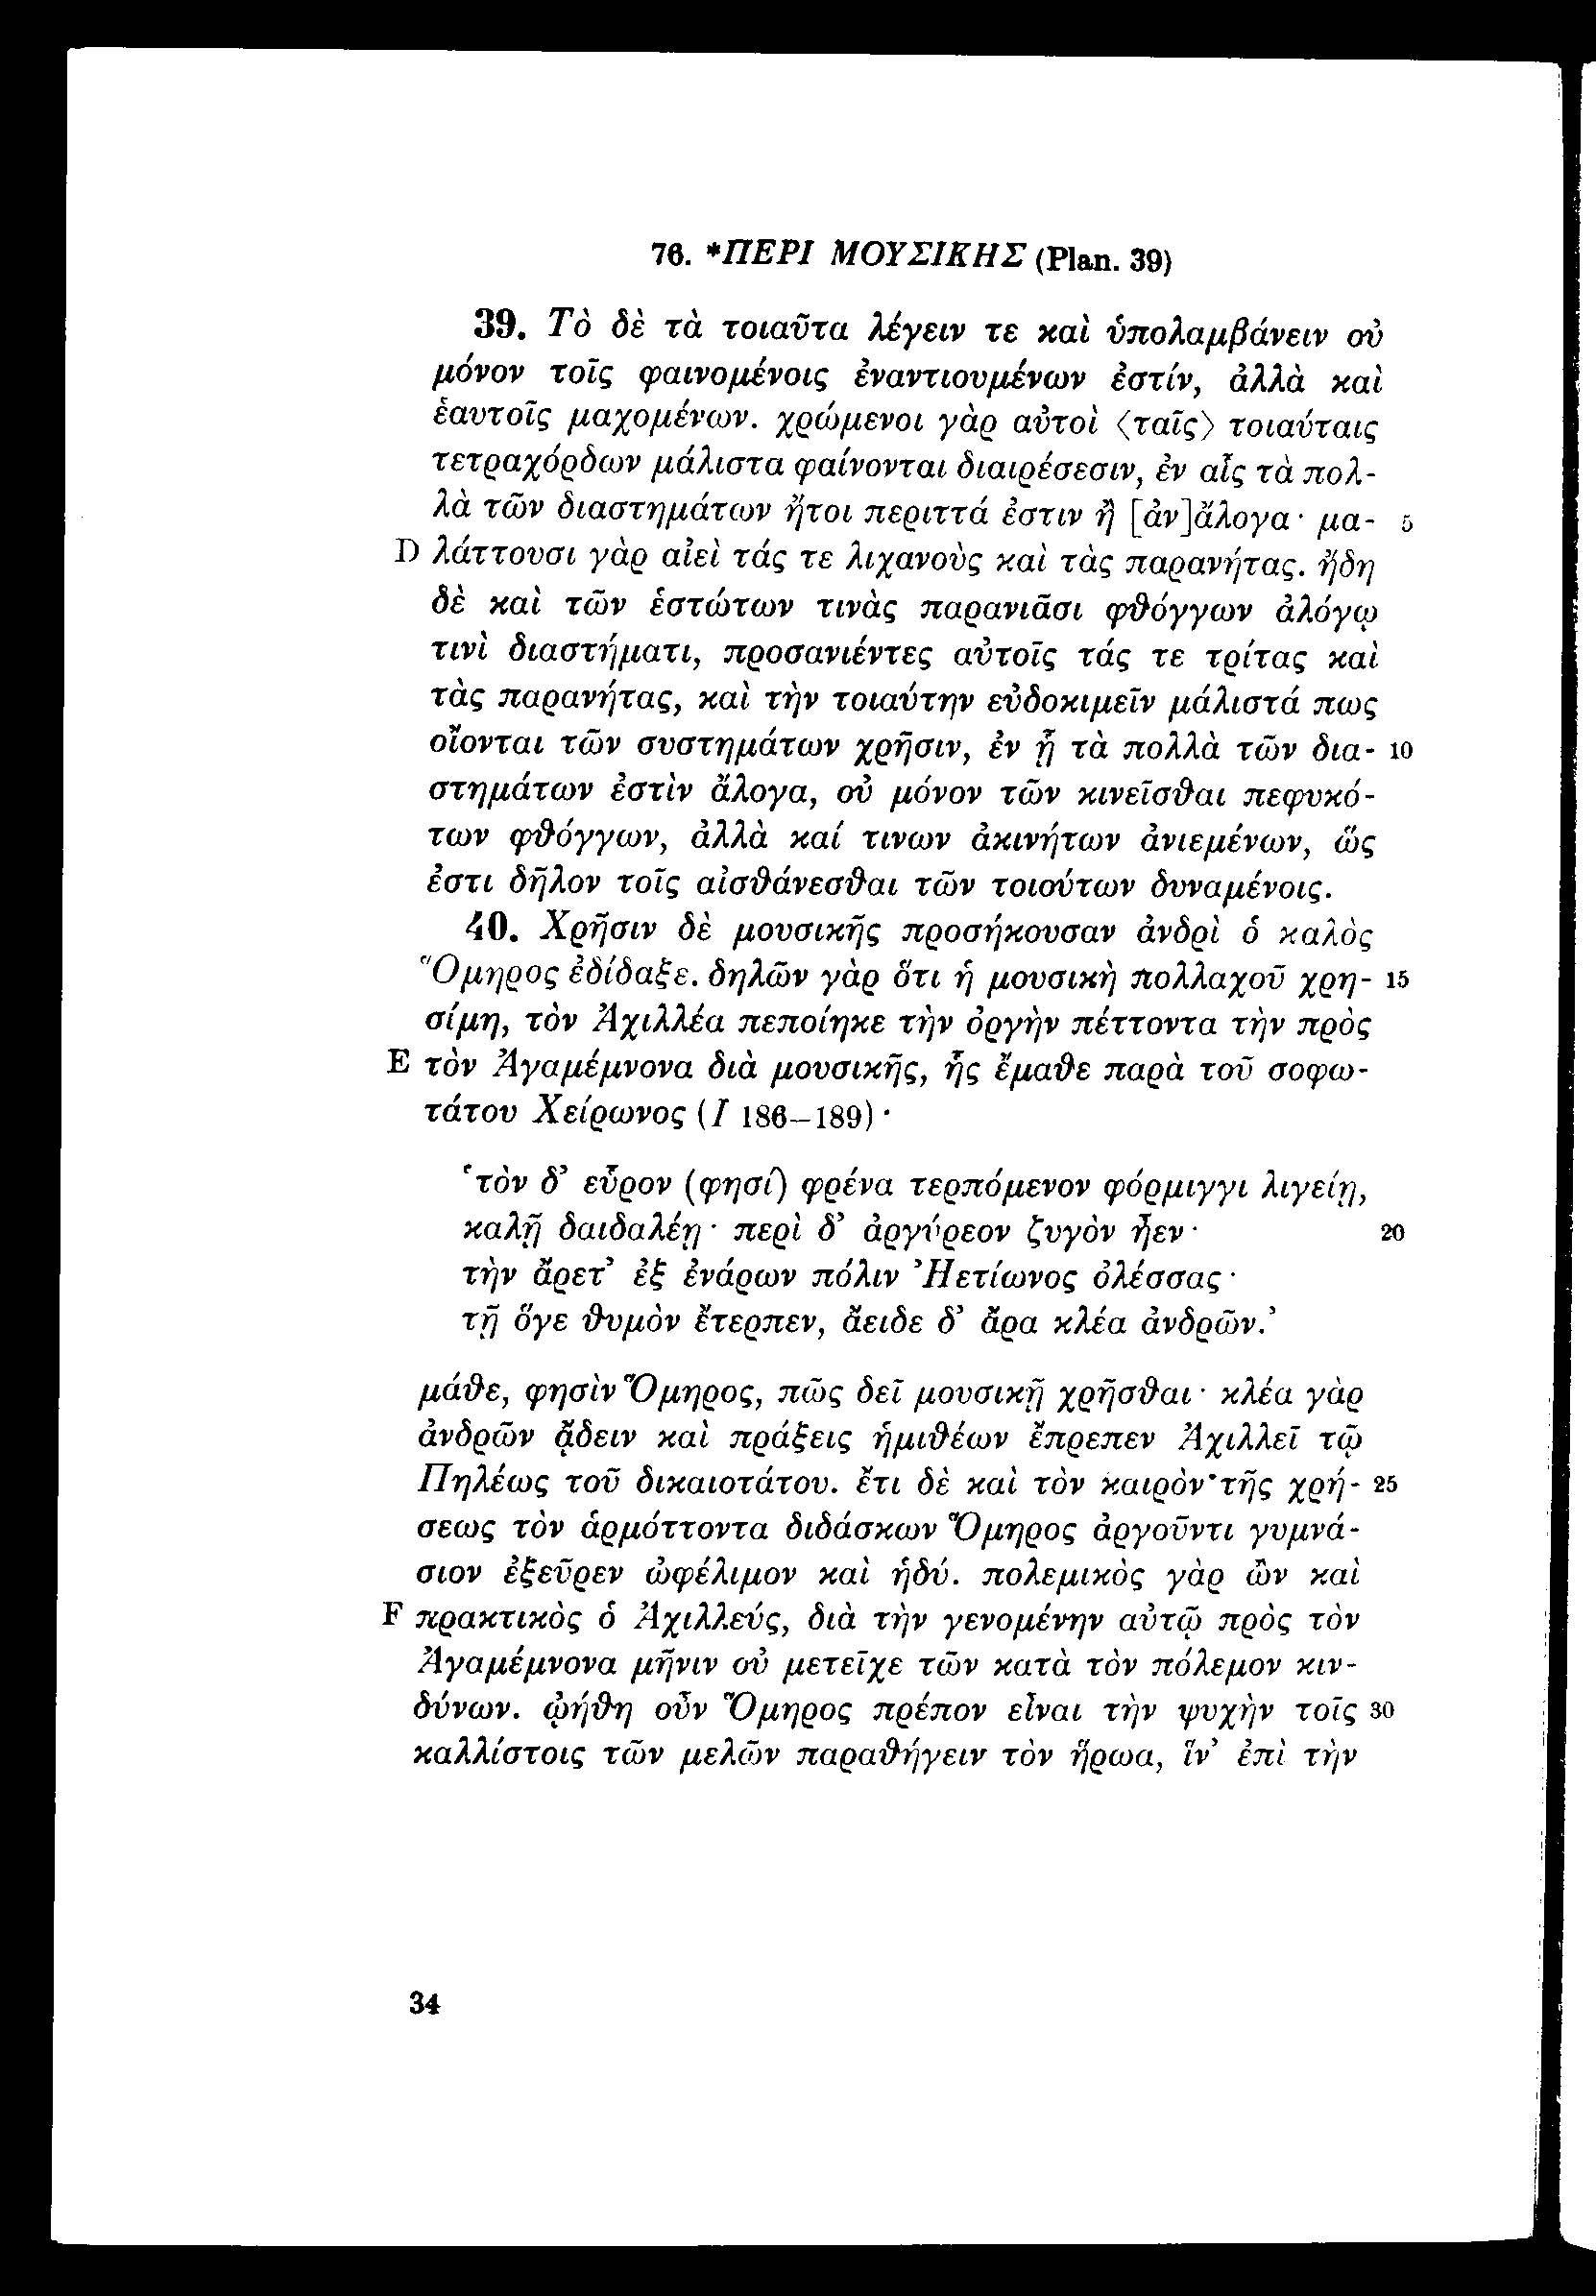 76. *ΠΕΡΙ ΜΟΥΣΙΚΗΣ (Plan. 39)
39. Τὸ δὲ τὰ τοιαῦτα λέγειν τε καὶ ὑπολαμβάνειν οὐ
μόνον τοῖς φαινομένοις ἐναντιουμένων ἐστίν, ἀλλὰ καὶ
ἑαυτοῖς μαχομένων. χρώμενοι γὰρ αὐτοὶ ⟨ταῖς⟩ τοιαύταις
τετραχόρδων μάλιστα φαίνονται διαιρέσεσιν, ἐν αἷς τὰ πολ-
λὰ τῶν διαστημάτων ἤτοι περιττά ἐστιν ἢ [ἀν]άλογα· μα- 5
D λάττουσι γὰρ αἰεὶ τάς τε λιχανοὺς καὶ τὰς παρανήτας. ἤδη
δὲ καὶ τῶν ἑστώτων τινὰς παρανιᾶσι φθόγγων ἀλόγῳ
τινὶ διαστήματι, προσανιέντες αὐτοῖς τάς τε τρίτας καὶ
τὰς παρανήτας, καὶ τὴν τοιαύτην εὐδοκιμεῖν μάλιστά πως
οἴονται τῶν συστημάτων χρῆσιν, ἐν ᾗ τὰ πολλὰ τῶν δια- 10
στημάτων ἐστὶν ἄλογα, οὐ μόνον τῶν κινεῖσθαι πεφυκό-
των φθόγγων, ἀλλὰ καί τινων ἀκινήτων ἀνιεμένων, ὥς
ἐστι δῆλον τοῖς αἰσθάνεσθαι τῶν τοιούτων δυναμένοις.
40. Χρῆσιν δὲ μουσικῆς προσήκουσαν ἀνδρὶ ὁ καλὸς
Ὅμηρος ἐδίδαξε. δηλῶν γὰρ ὅτι ἡ μουσικὴ πολλαχοῦ χρη- 15
σίμη, τὸν Ἀχιλλέα πεποίηκε τὴν ὀργὴν πέττοντα τὴν πρὸς
E τὸν Ἀγαμέμνονα διὰ μουσικῆς, ἧς ἔμαθε παρὰ τοῦ σοφω-
τάτου Χείρωνος (I 186–189)·
‘τὸν δ’ εὗρον (φησί) φρένα τερπόμενον φόρμιγγι λιγείῃ,
καλῇ δαιδαλέῃ· περὶ δ’ ἀργύρεον ζυγὸν ἦεν· 20
τὴν ἄρετ’ ἐξ ἐνάρων πόλιν Ἠετίωνος ὀλέσσας·
τῇ ὅγε θυμὸν ἔτερπεν, ἄειδε δ’ ἄρα κλέα ἀνδρῶν.’
μάθε, φησὶν Ὅμηρος, πῶς δεῖ μουσικῇ χρῆσθαι· κλέα γὰρ
ἀνδρῶν ᾄδειν καὶ πράξεις ἡμιθέων ἔπρεπεν Ἀχιλλεῖ τῷ
Πηλέως τοῦ δικαιοτάτου. ἔτι δὲ καὶ τὸν καιρὸν τῆς χρή- 25
σεως τὸν ἁρμόττοντα διδάσκων Ὅμηρος ἀργοῦντι γυμνά-
σιον ἐξεῦρεν ὠφέλιμον καὶ ἡδύ. πολεμικὸς γὰρ ὢν καὶ
F πρακτικὸς ὁ Ἀχιλλεύς, διὰ τὴν γενομένην αὐτῷ πρὸς τὸν
Ἀγαμέμνονα μῆνιν οὐ μετεῖχε τῶν κατὰ τὸν πόλεμον κιν-
δύνων. ᾠήθη οὖν Ὅμηρος πρέπον εἶναι τὴν ψυχὴν τοῖς 30
καλλίστοις τῶν μελῶν παραθήγειν τὸν ἥρωα, ἵν’ ἐπὶ τὴν
34